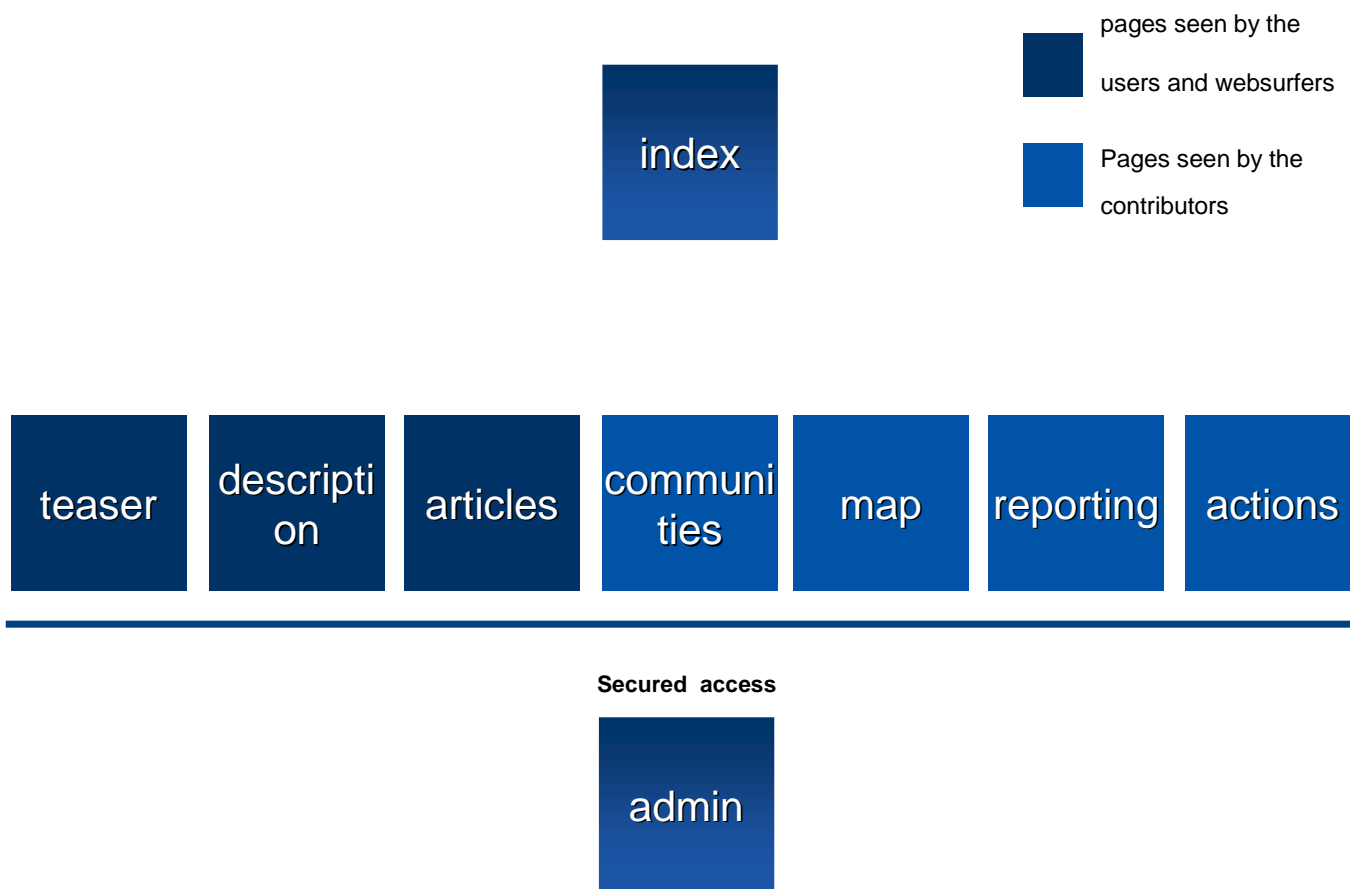 pages seen by the
users and websurfers
index
Pages seen by the
contributors
teaser
descripti
on
articles
communi
ties
map
reporting
actions
Secured access
admin